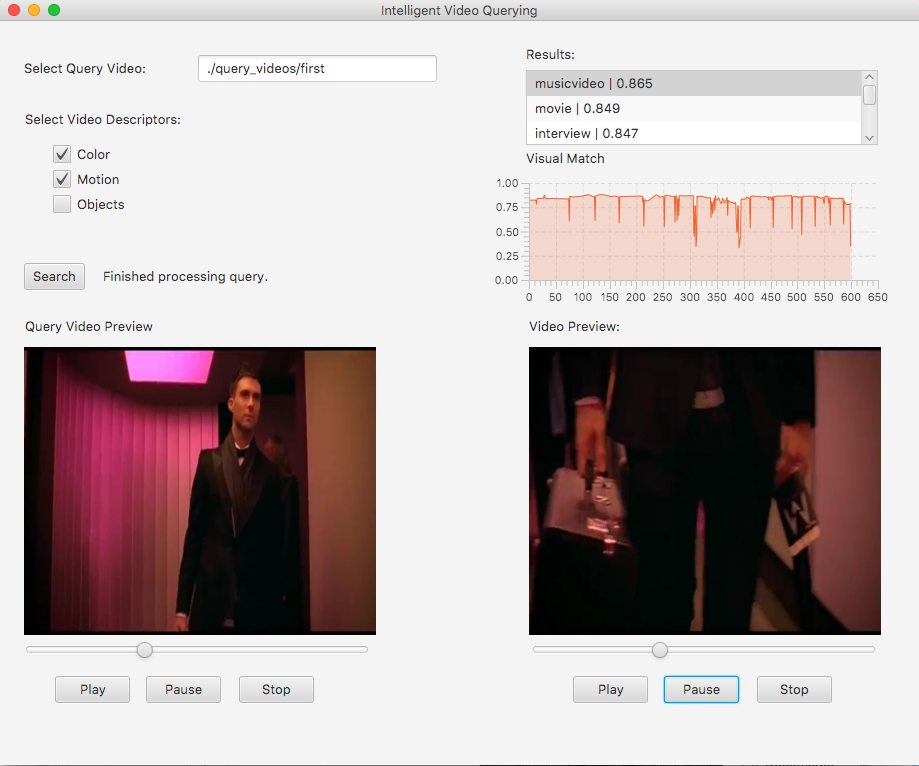 Intelligent Video Querying
Select Query Video:
./query_videos/first
Select Video Descriptors:
Color
Motion
Objects
Search
Finished processing query.
Results:
musicvideo | 0.865
movie | 0.849
interview | 0.847
Visual Match
1.00
0.75
0.50
0.25
0.00
0 50 100 150 200 250 300 350 400 450 500 550 600 650
Query Video Preview
Video Preview:
Play Pause Stop
Play Pause Stop